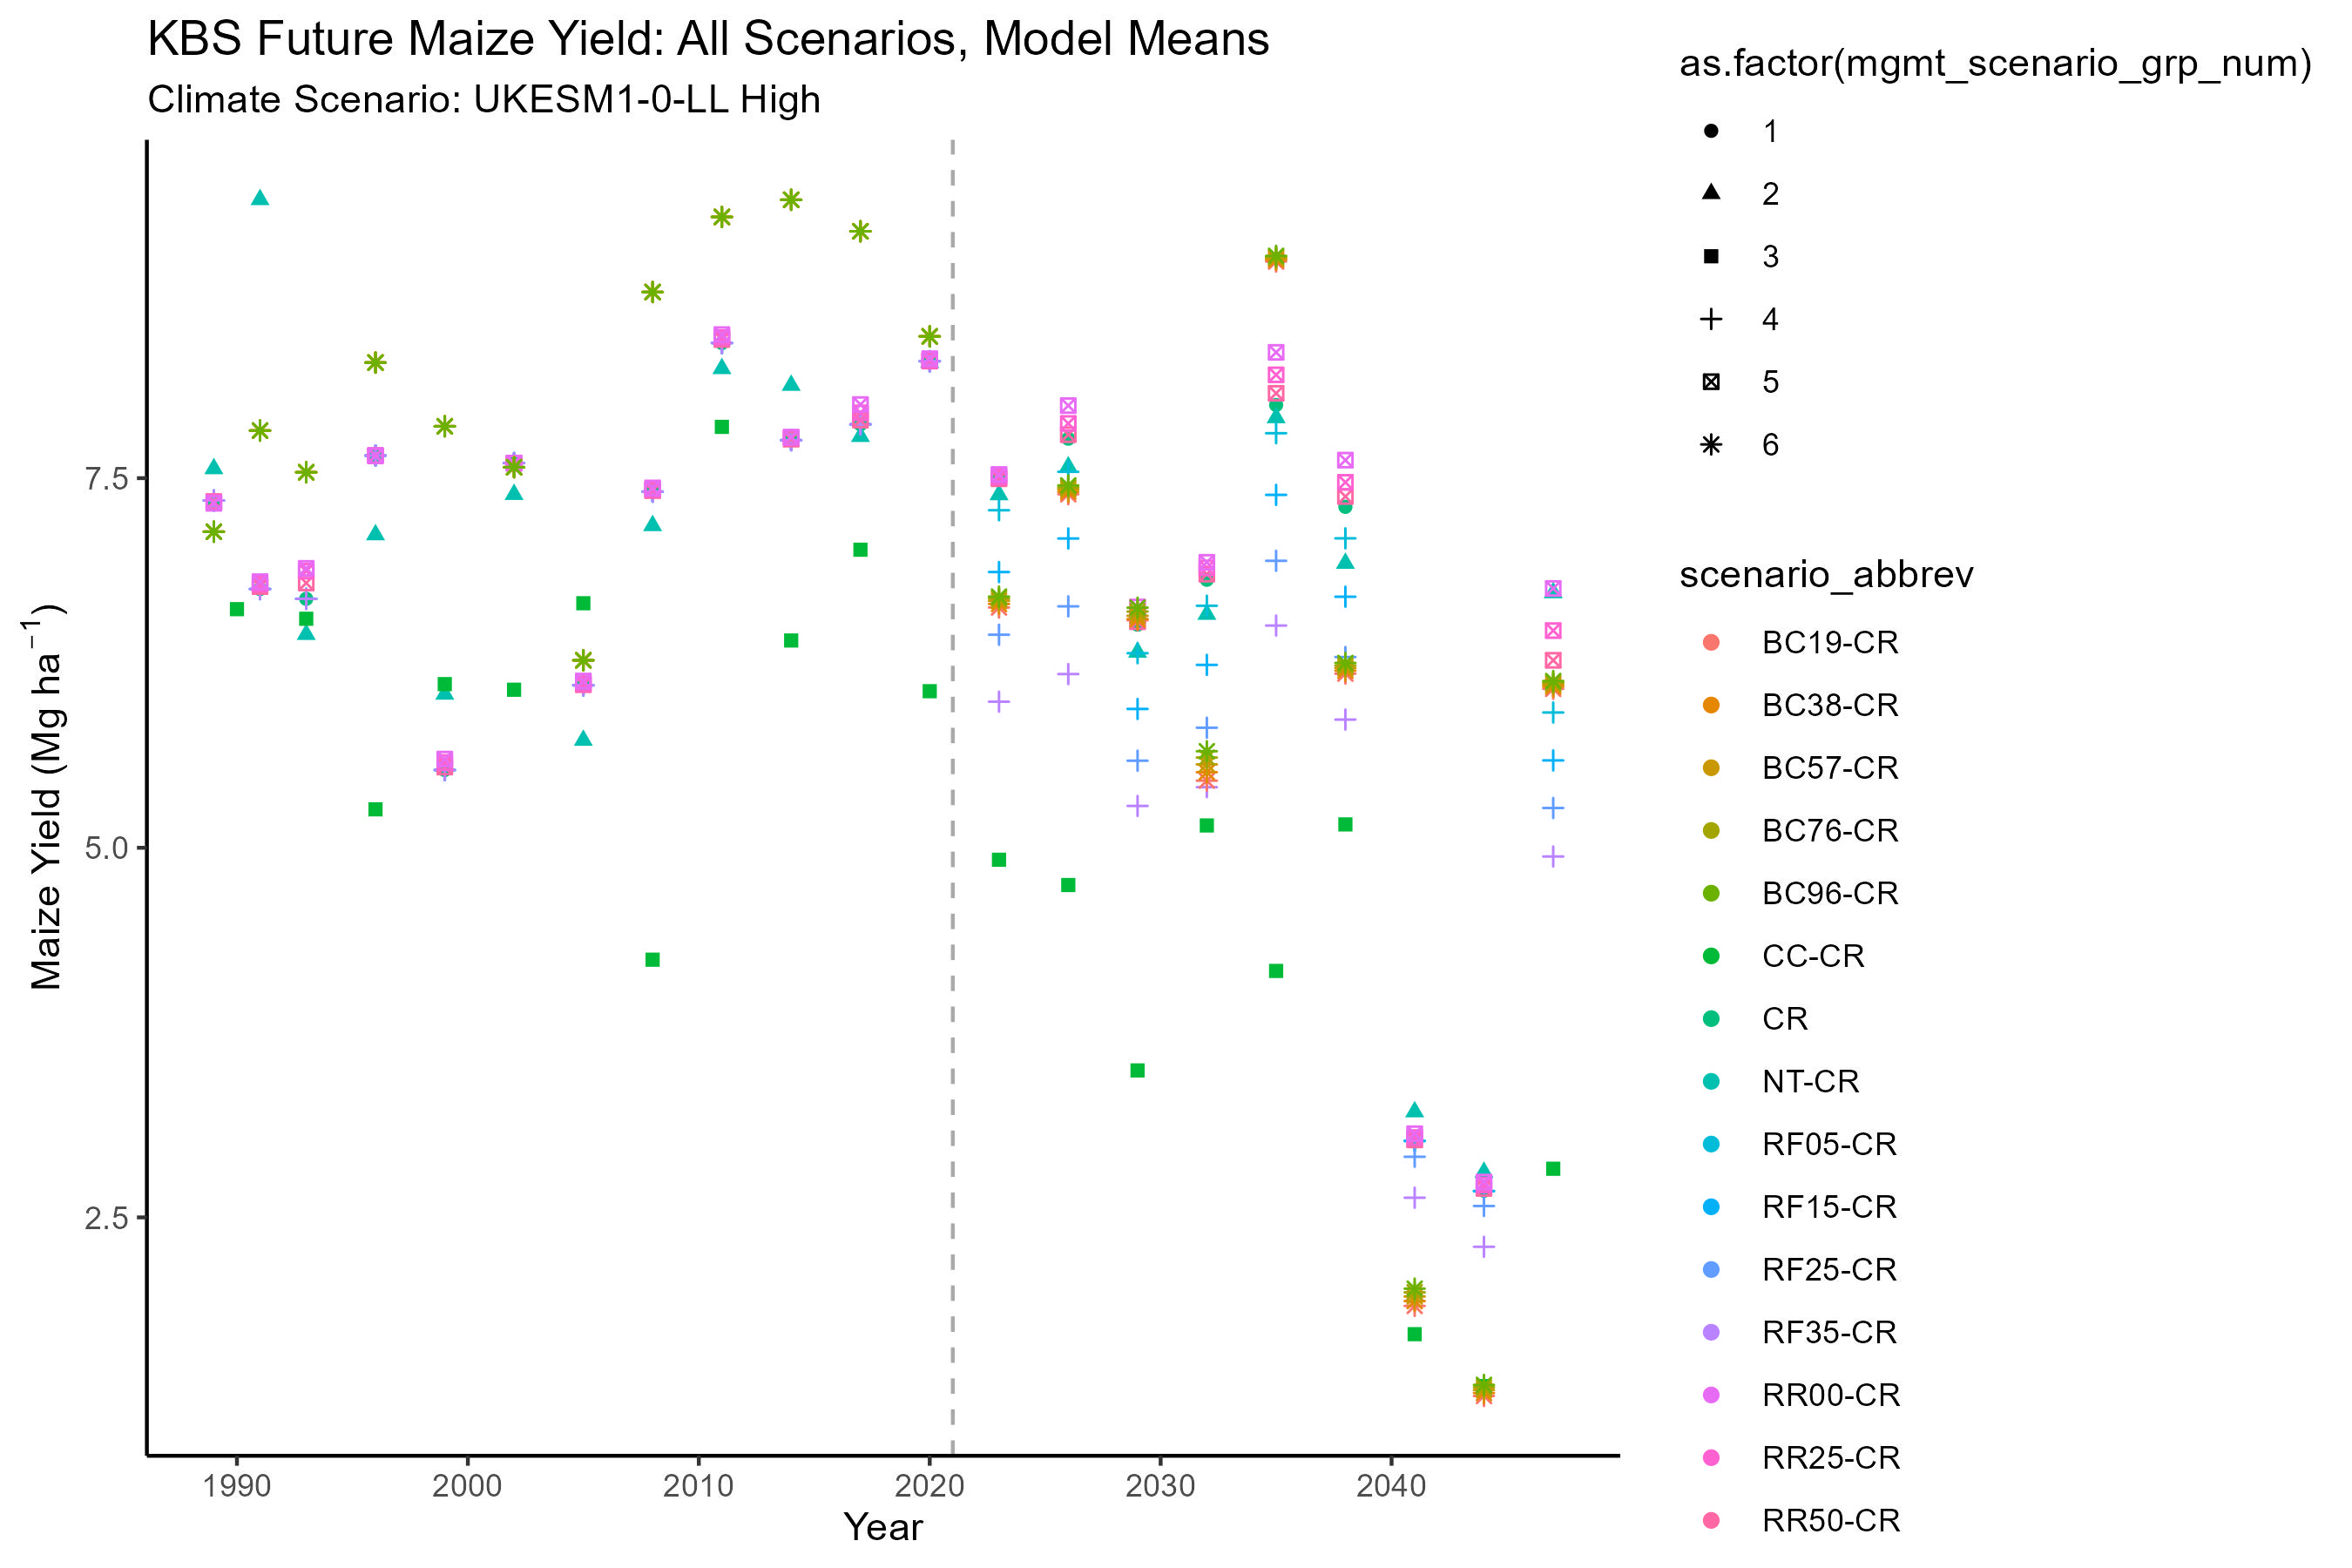 KBS Future Maize Yield: All Scenarios, Model Means
Climate Scenario: UKESM1-0-LL High
Maize Yield (Mg ha⁻¹)
7.5
5.0
2.5
1990 2000 2010 2020 2030 2040
Year
as.factor(mgmt_scenario_grp_num)
1
2
3
4
5
6
scenario_abbrev
BC19-CR
BC38-CR
BC57-CR
BC76-CR
BC96-CR
CC-CR
CR
NT-CR
RF05-CR
RF15-CR
RF25-CR
RF35-CR
RR00-CR
RR25-CR
RR50-CR